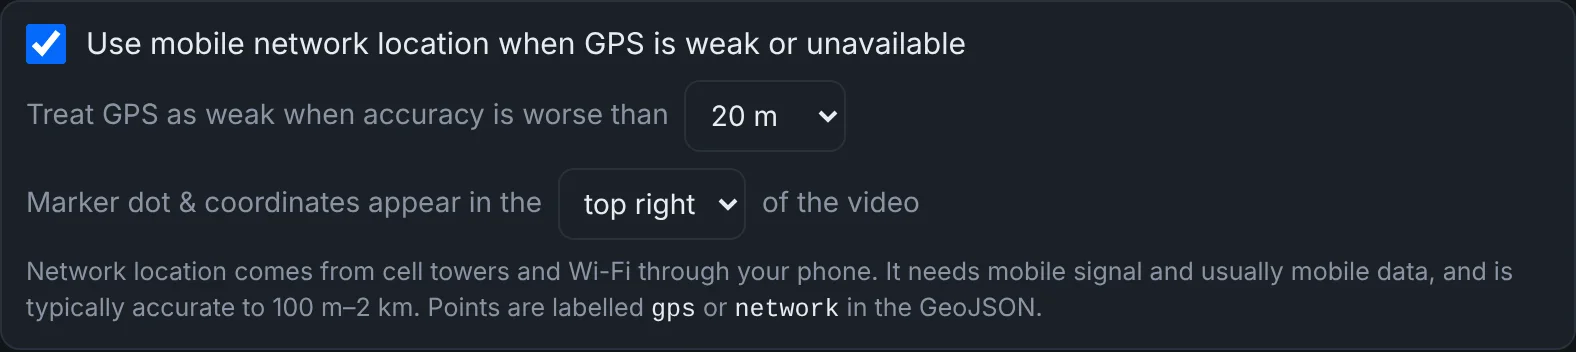 Use mobile network location when GPS is weak or unavailable
Treat GPS as weak when accuracy is worse than 20 m
Marker dot & coordinates appear in the top right of the video
Network location comes from cell towers and Wi-Fi through your phone. It needs mobile signal and usually mobile data, and is
typically accurate to 100 m–2 km. Points are labelled gps or network in the GeoJSON.